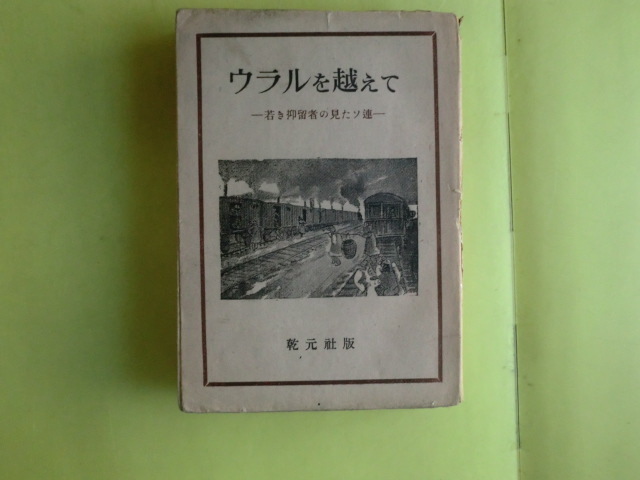 ウラルを越えて
―若き抑留者の見たソ連―
乾元社版